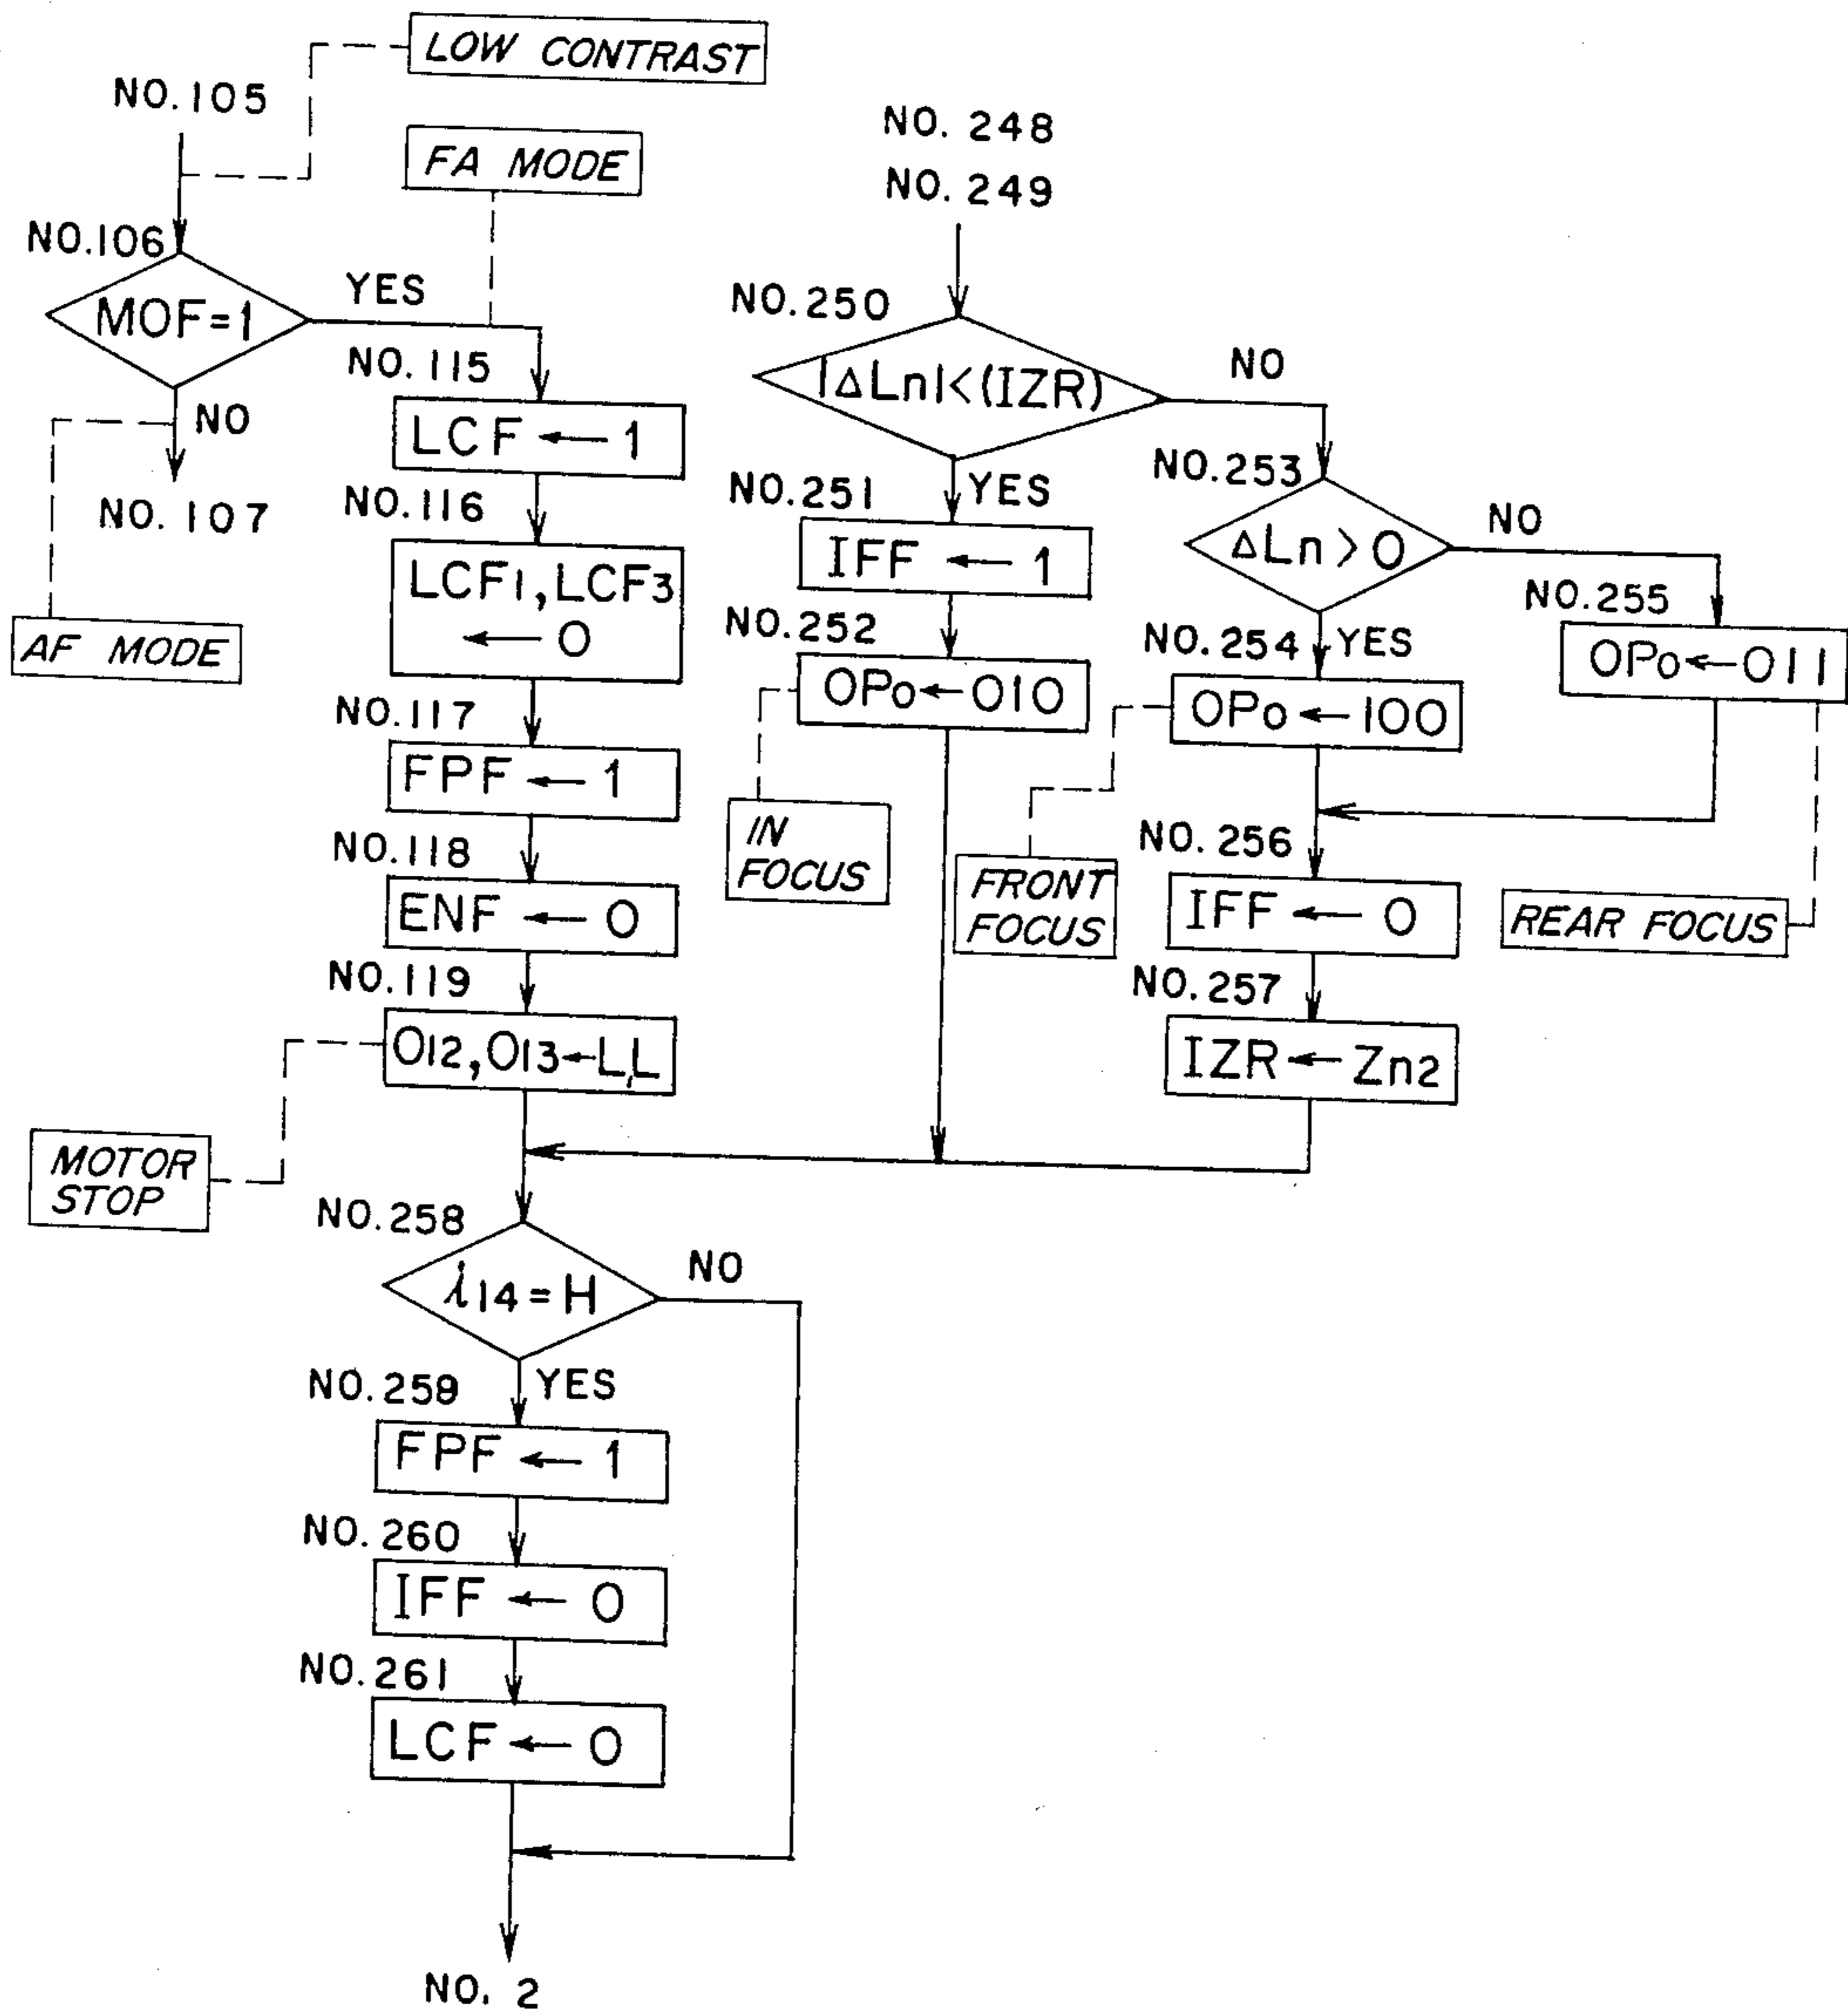 LOW CONTRAST
NO.105
FA MODE
NO.106
MOF=1
YES
NO
NO. 107
AF MODE
NO.115
LCF ← 1
NO.116
LCF1, LCF3
← 0
NO.117
FPF ← 1
NO.118
ENF ← 0
NO.119
O12, O13←L,L
MOTOR
STOP
NO. 248
NO. 249
NO.250
|ΔLn|<(IZR)
NO
NO.251
YES
IFF ← 1
NO.252
OPo←010
IN
FOCUS
NO.253
ΔLn > 0
NO
NO.254
YES
OPo ← 100
FRONT
FOCUS
NO.255
OPo←011
REAR FOCUS
NO.256
IFF ← 0
NO.257
IZR ← Zn2
NO.258
i14 = H
NO
NO.259
YES
FPF ← 1
NO.260
IFF ← 0
NO.261
LCF ← 0
NO. 2